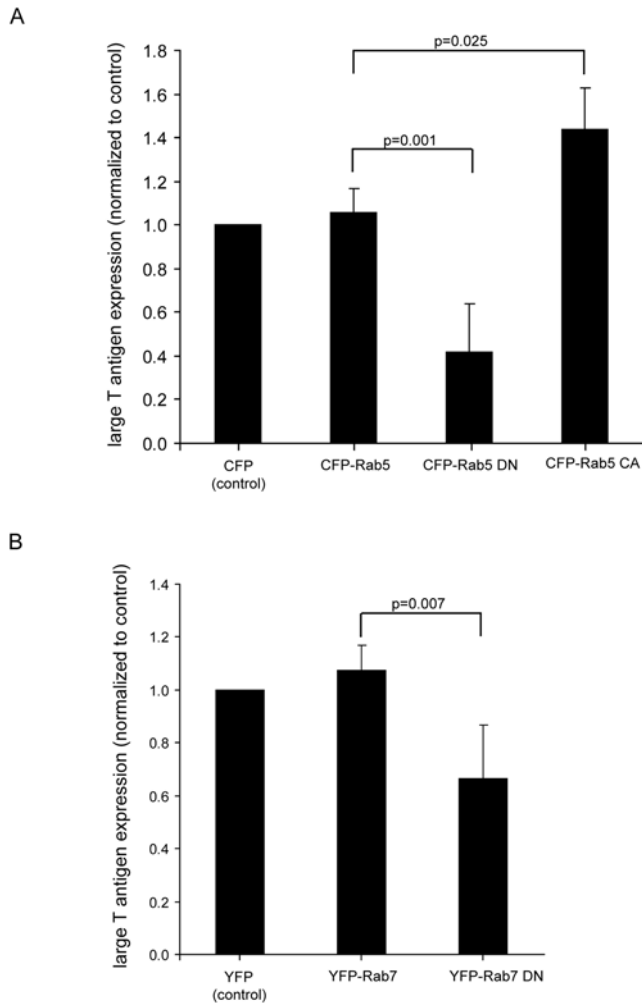 A
large T antigen expression (normalized to control)
1.8
1.6
1.4
1.2
1.0
0.8
0.6
0.4
0.2
0.0
p=0.025
p=0.001
CFP
(control)
CFP-Rab5
CFP-Rab5 DN
CFP-Rab5 CA
B
large T antigen expression (normalized to control)
1.4
1.2
1.0
0.8
0.6
0.4
0.2
0.0
p=0.007
YFP
(control)
YFP-Rab7
YFP-Rab7 DN